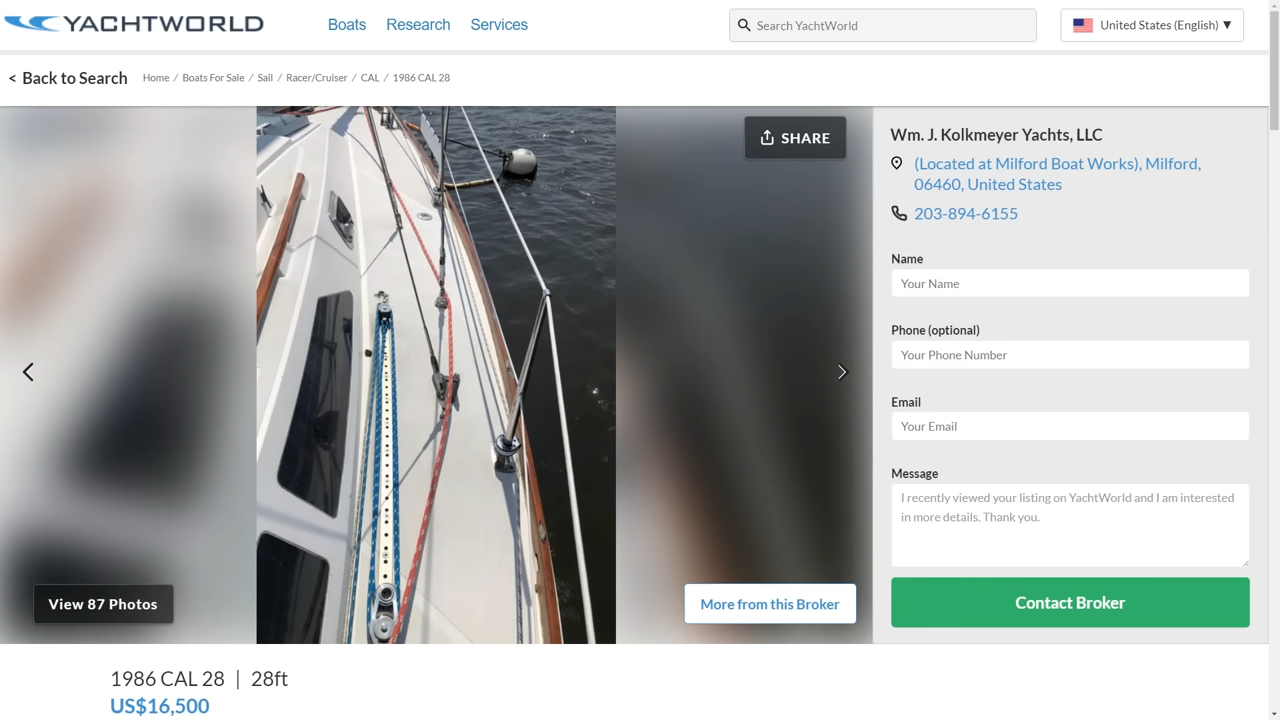 YACHTWORLD
Boats
Research
Services
Search YachtWorld
United States (English) ▼
< Back to Search
Home / Boats For Sale / Sail / Racer/Cruiser / CAL / 1986 CAL 28
SHARE
View 87 Photos
More from this Broker
Wm. J. Kolkmeyer Yachts, LLC
(Located at Milford Boat Works), Milford,
06460, United States
203-894-6155
Name
Your Name
Phone (optional)
Your Phone Number
Email
Your Email
Message
I recently viewed your listing on YachtWorld and I am interested
in more details. Thank you.
Contact Broker
1986 CAL 28 | 28ft
US$16,500